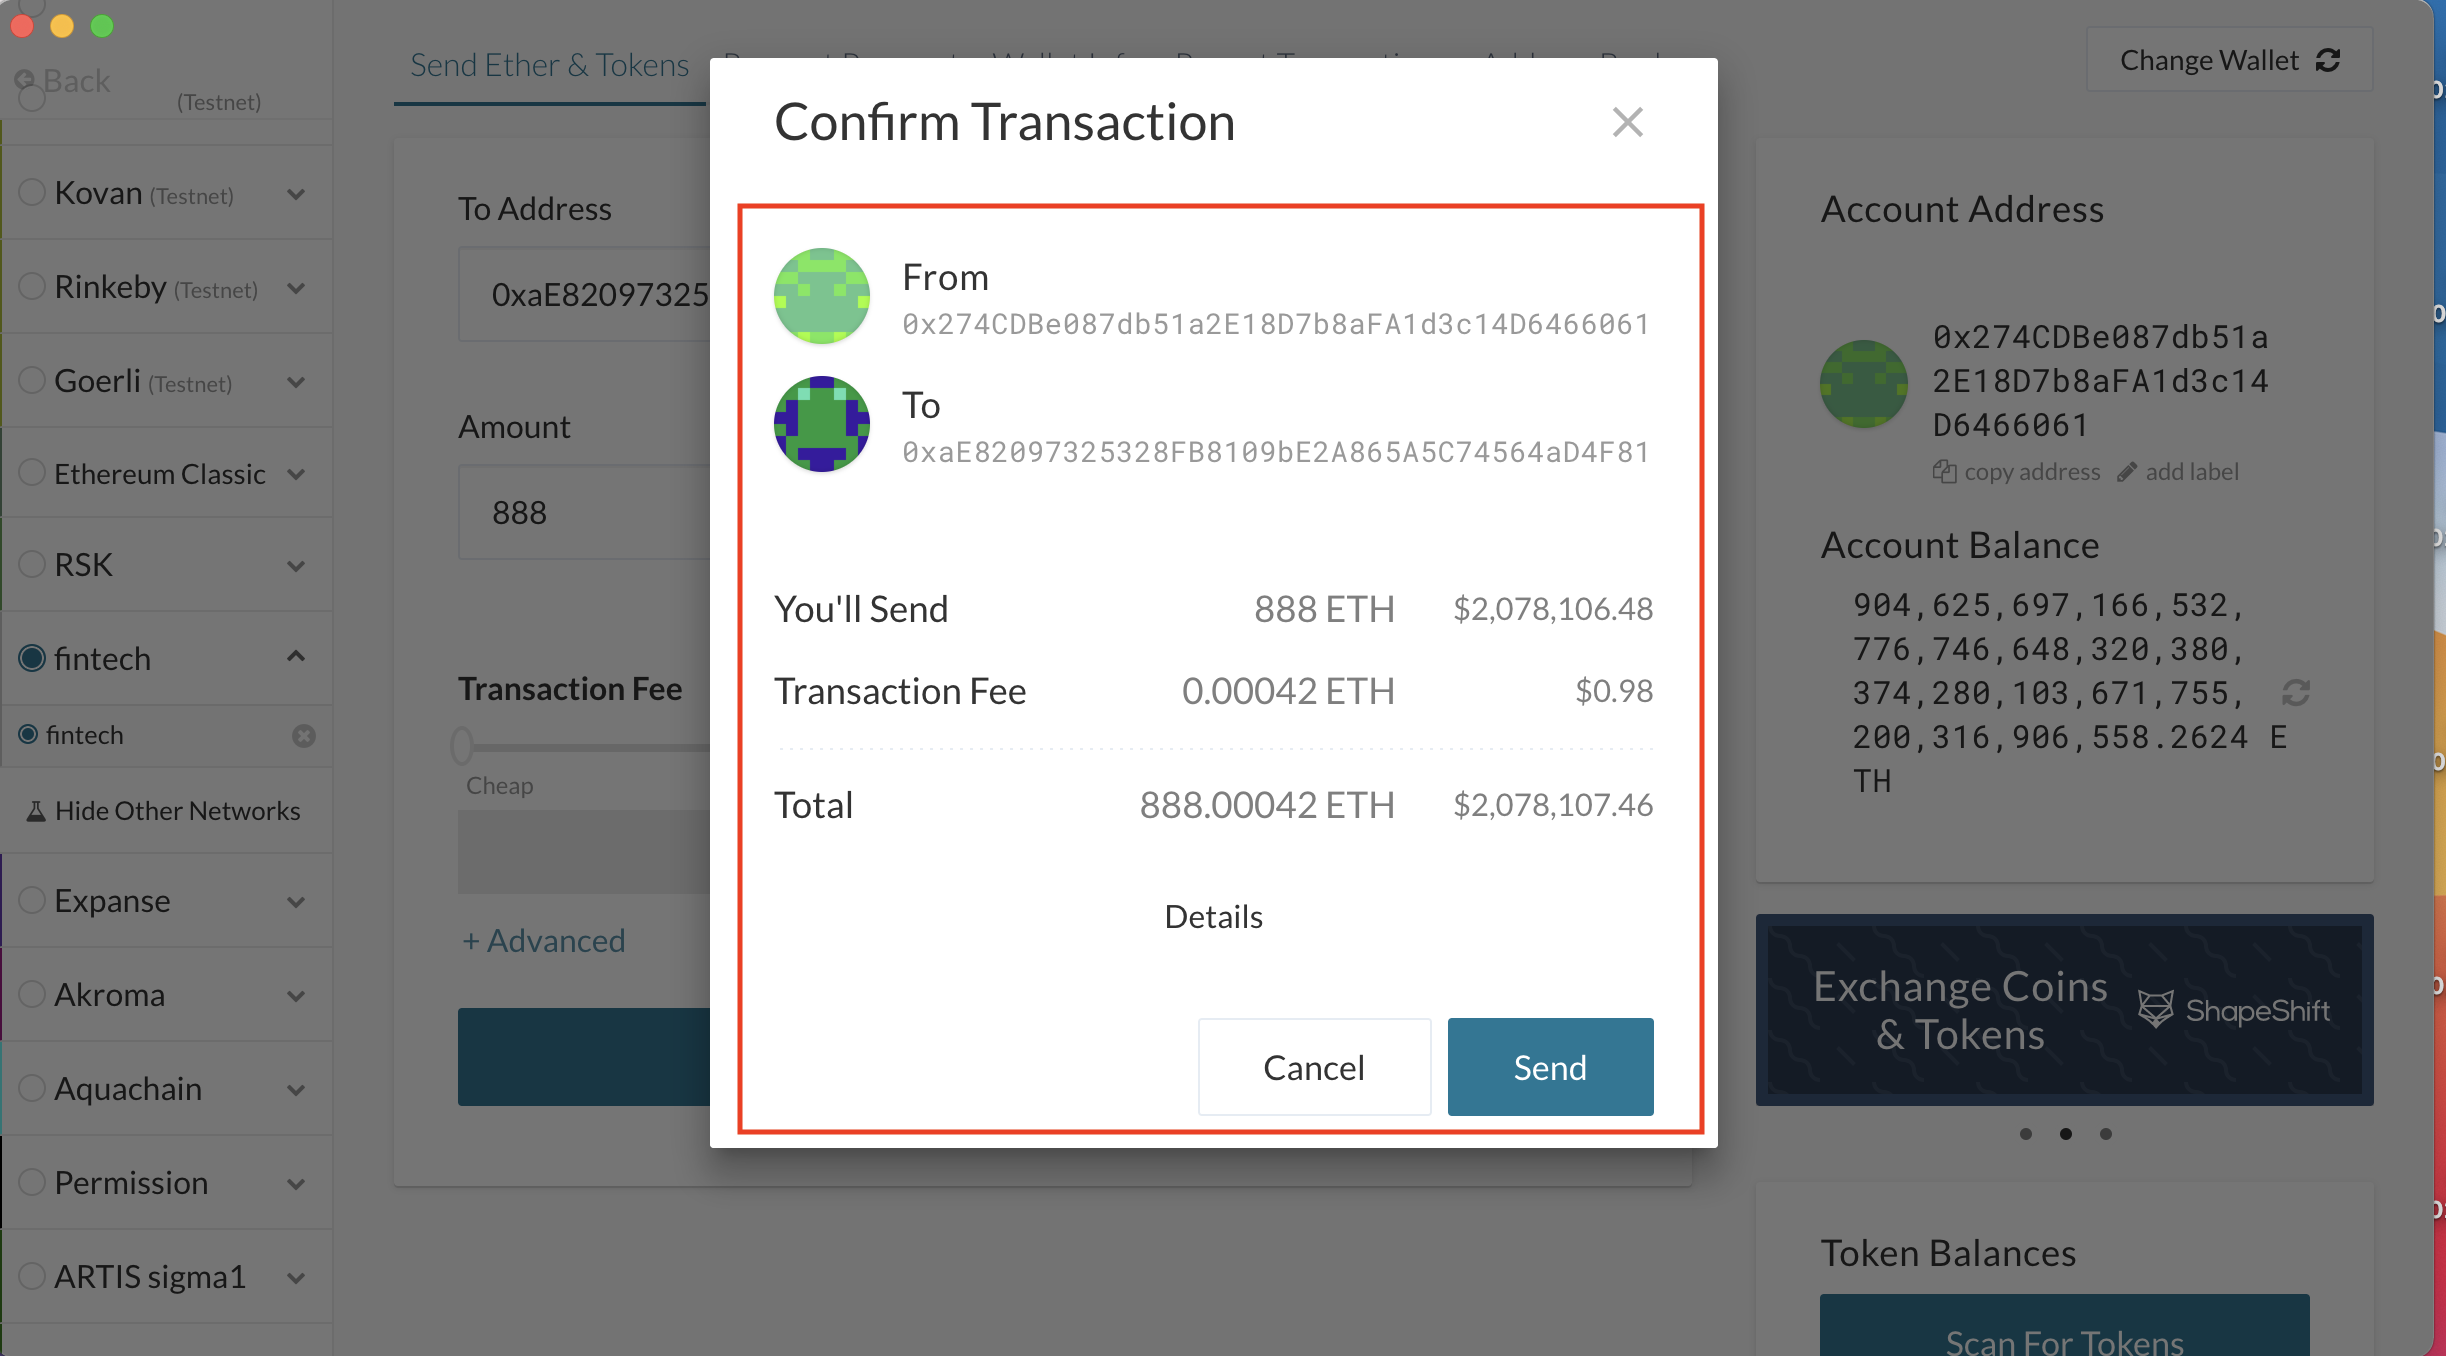 Back
(Testnet)
Kovan (Testnet)
Rinkeby (Testnet)
Goerli (Testnet)
Ethereum Classic
RSK
fintech
fintech
Hide Other Networks
Expanse
Akroma
Aquachain
Permission
ARTIS sigma1
Send Ether & Tokens
Change Wallet
To Address
0xaE82097325
Amount
888
Transaction Fee
Cheap
+ Advanced
Confirm Transaction
From
0x274CDBe087db51a2E18D7b8aFA1d3c14D6466061
To
0xaE82097325328FB8109bE2A865A5C74564aD4F81
You'll Send 888 ETH $2,078,106.48
Transaction Fee 0.00042 ETH $0.98
Total 888.00042 ETH $2,078,107.46
Details
Cancel Send
Account Address
0x274CDBe087db51a
2E18D7b8aFA1d3c14
D6466061
copy address add label
Account Balance
904,625,697,166,532,
776,746,648,320,380,
374,280,103,671,755,
200,316,906,558.2624 E
TH
Exchange Coins
& Tokens
ShapeShift
Token Balances
Scan For Tokens